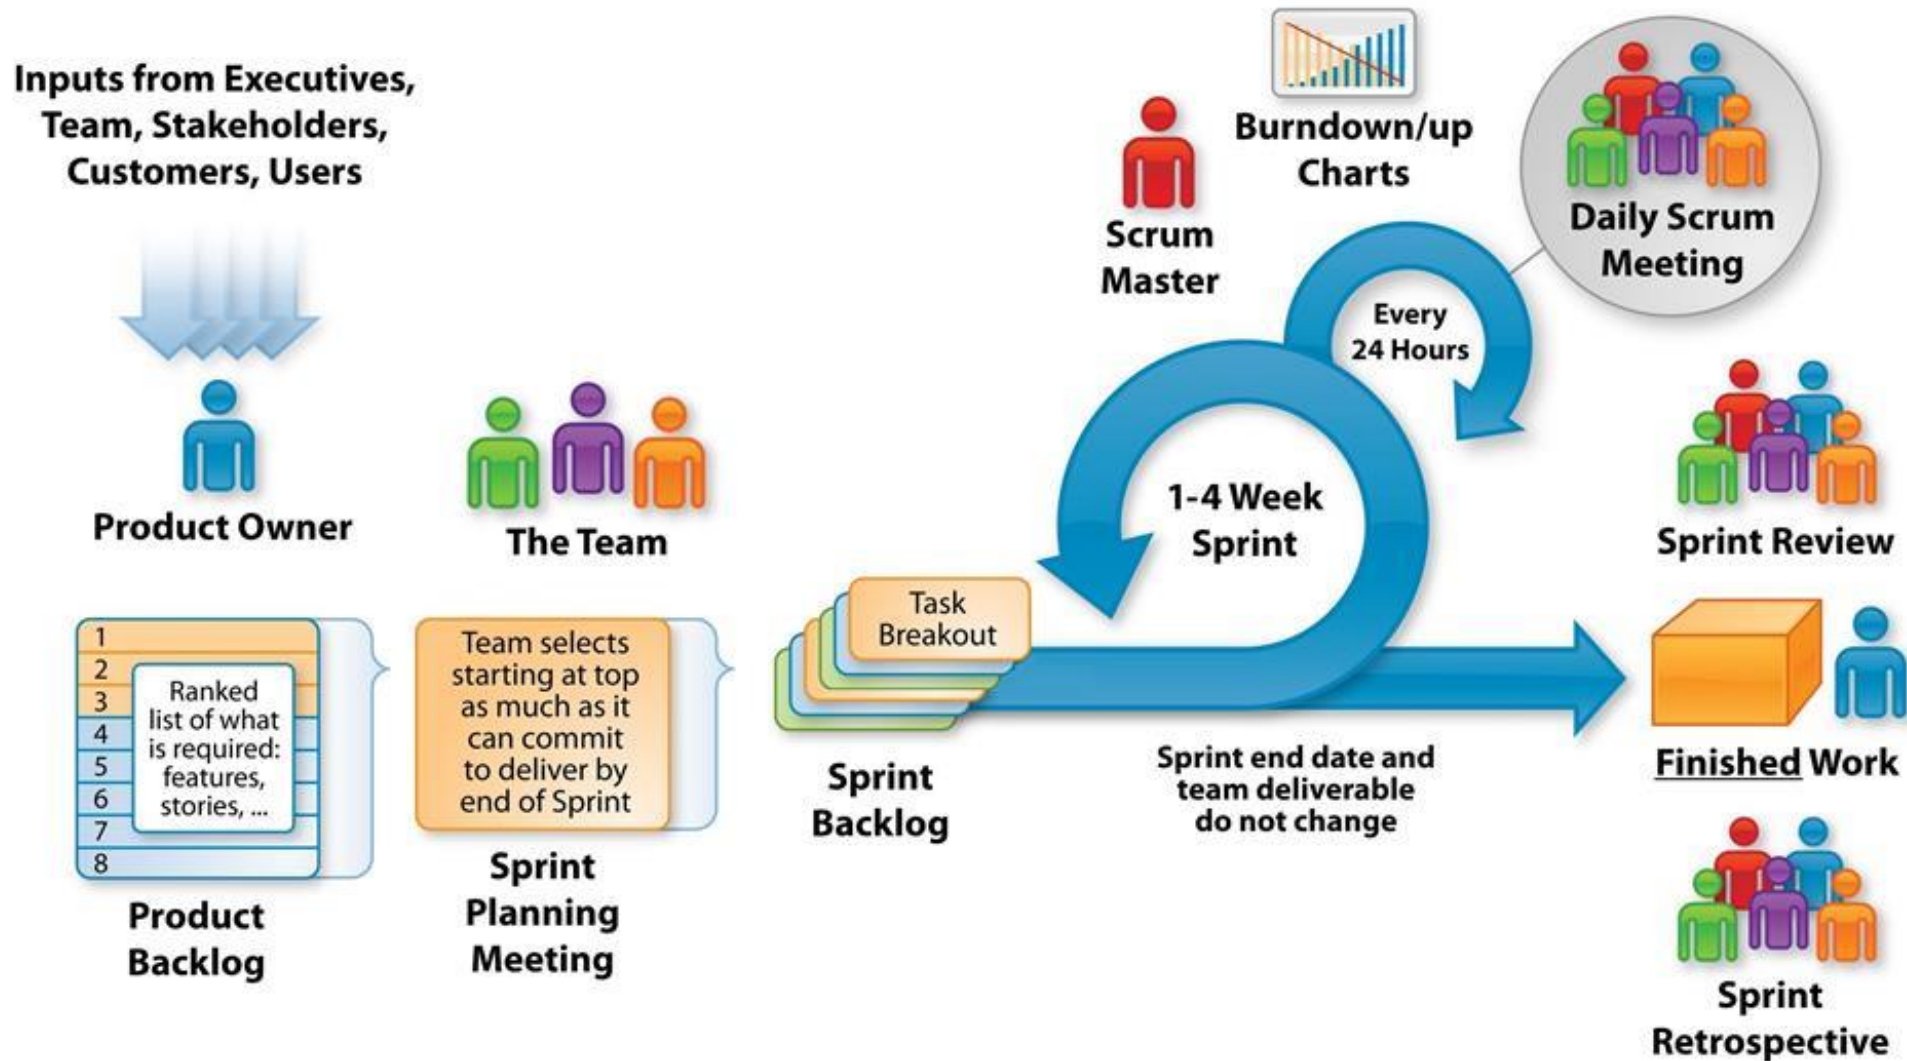 Inputs from Executives,
Team, Stakeholders,
Customers, Users
Product Owner
The Team
1
2
3
4
5
6
7
8
Ranked
list of what
is required:
features,
stories, ...
Product
Backlog
Team selects
starting at top
as much as it
can commit
to deliver by
end of Sprint
Sprint
Planning
Meeting
Task
Breakout
Sprint
Backlog
Scrum
Master
Burndown/up
Charts
Daily Scrum
Meeting
Every
24 Hours
1-4 Week
Sprint
Sprint end date and
team deliverable
do not change
Sprint Review
Finished Work
Sprint
Retrospective